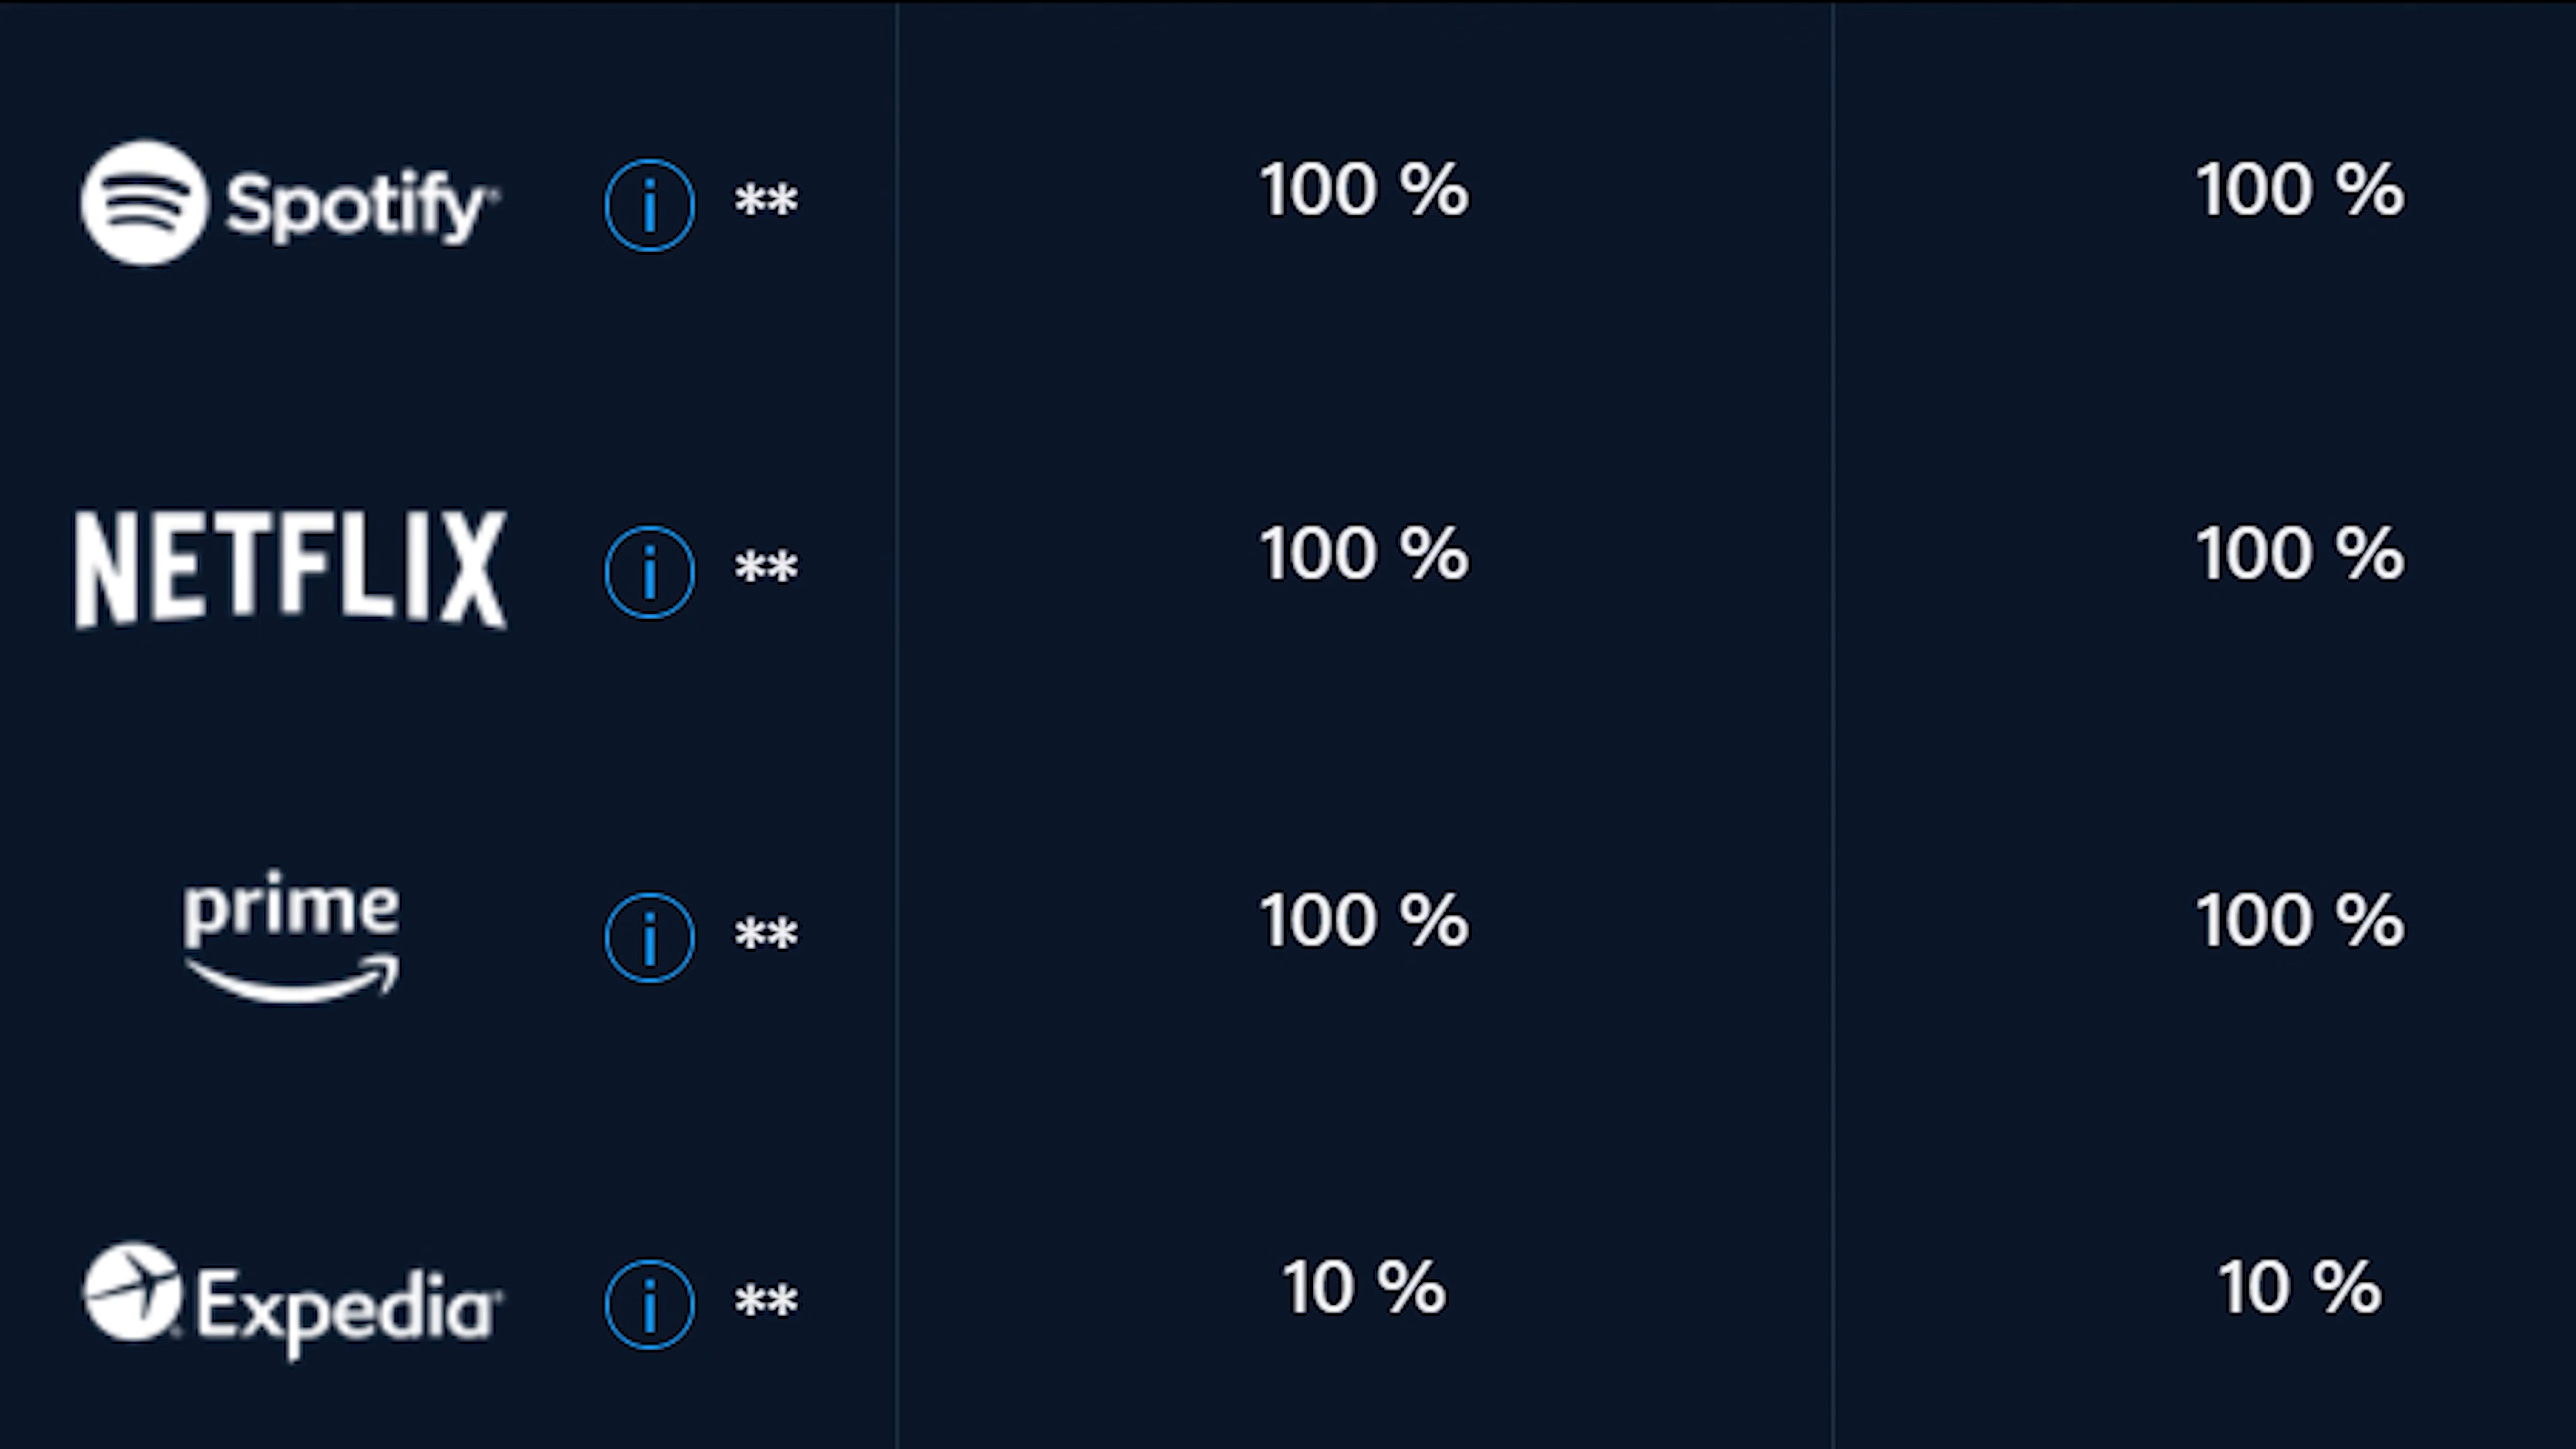 Spotify i ** 100 % 100 %
NETFLIX i ** 100 % 100 %
prime i ** 100 % 100 %
Expedia i ** 10 % 10 %